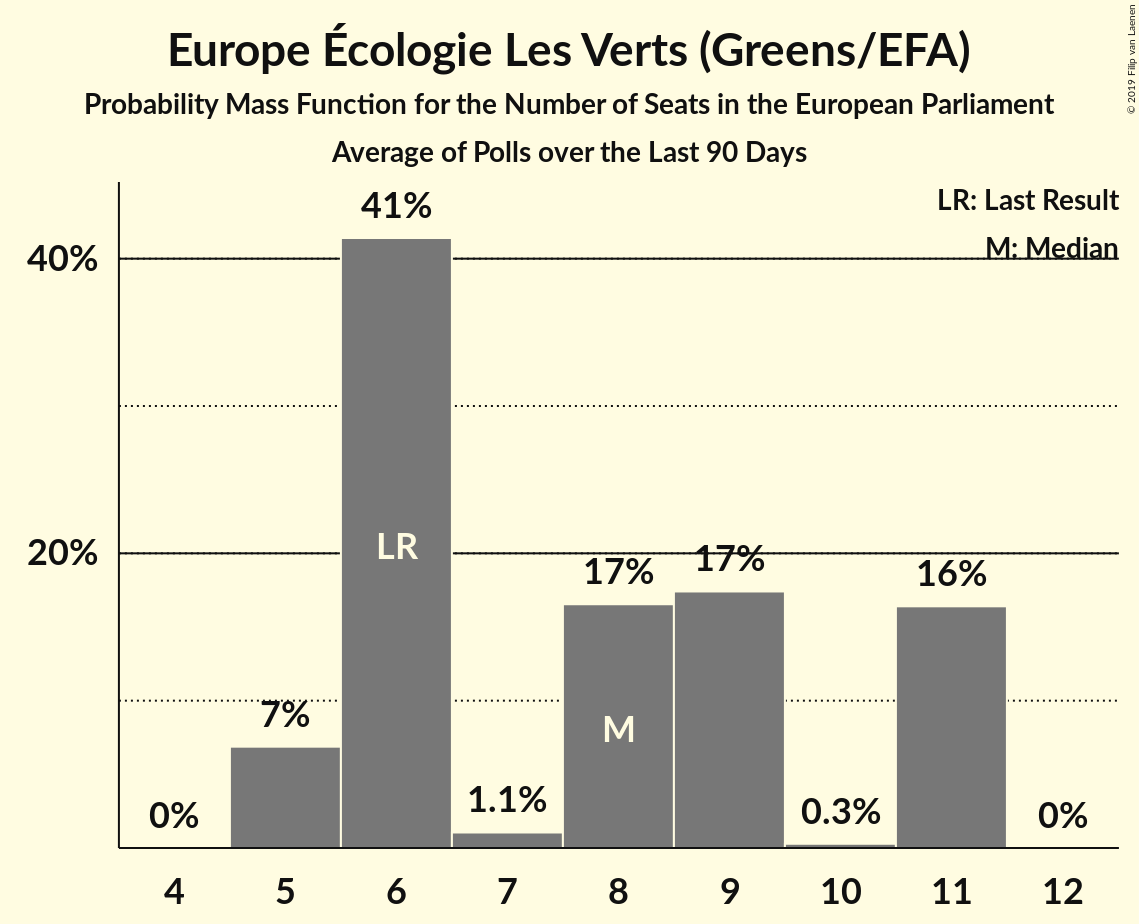 Europe Écologie Les Verts (Greens/EFA)
Probability Mass Function for the Number of Seats in the European Parliament
Average of Polls over the Last 90 Days
© 2019 Filip van Laenen
LR: Last Result
M: Median
40%
20%
0%
7%
41%
1.1%
17%
17%
0.3%
16%
0%
LR
M
4 5 6 7 8 9 10 11 12